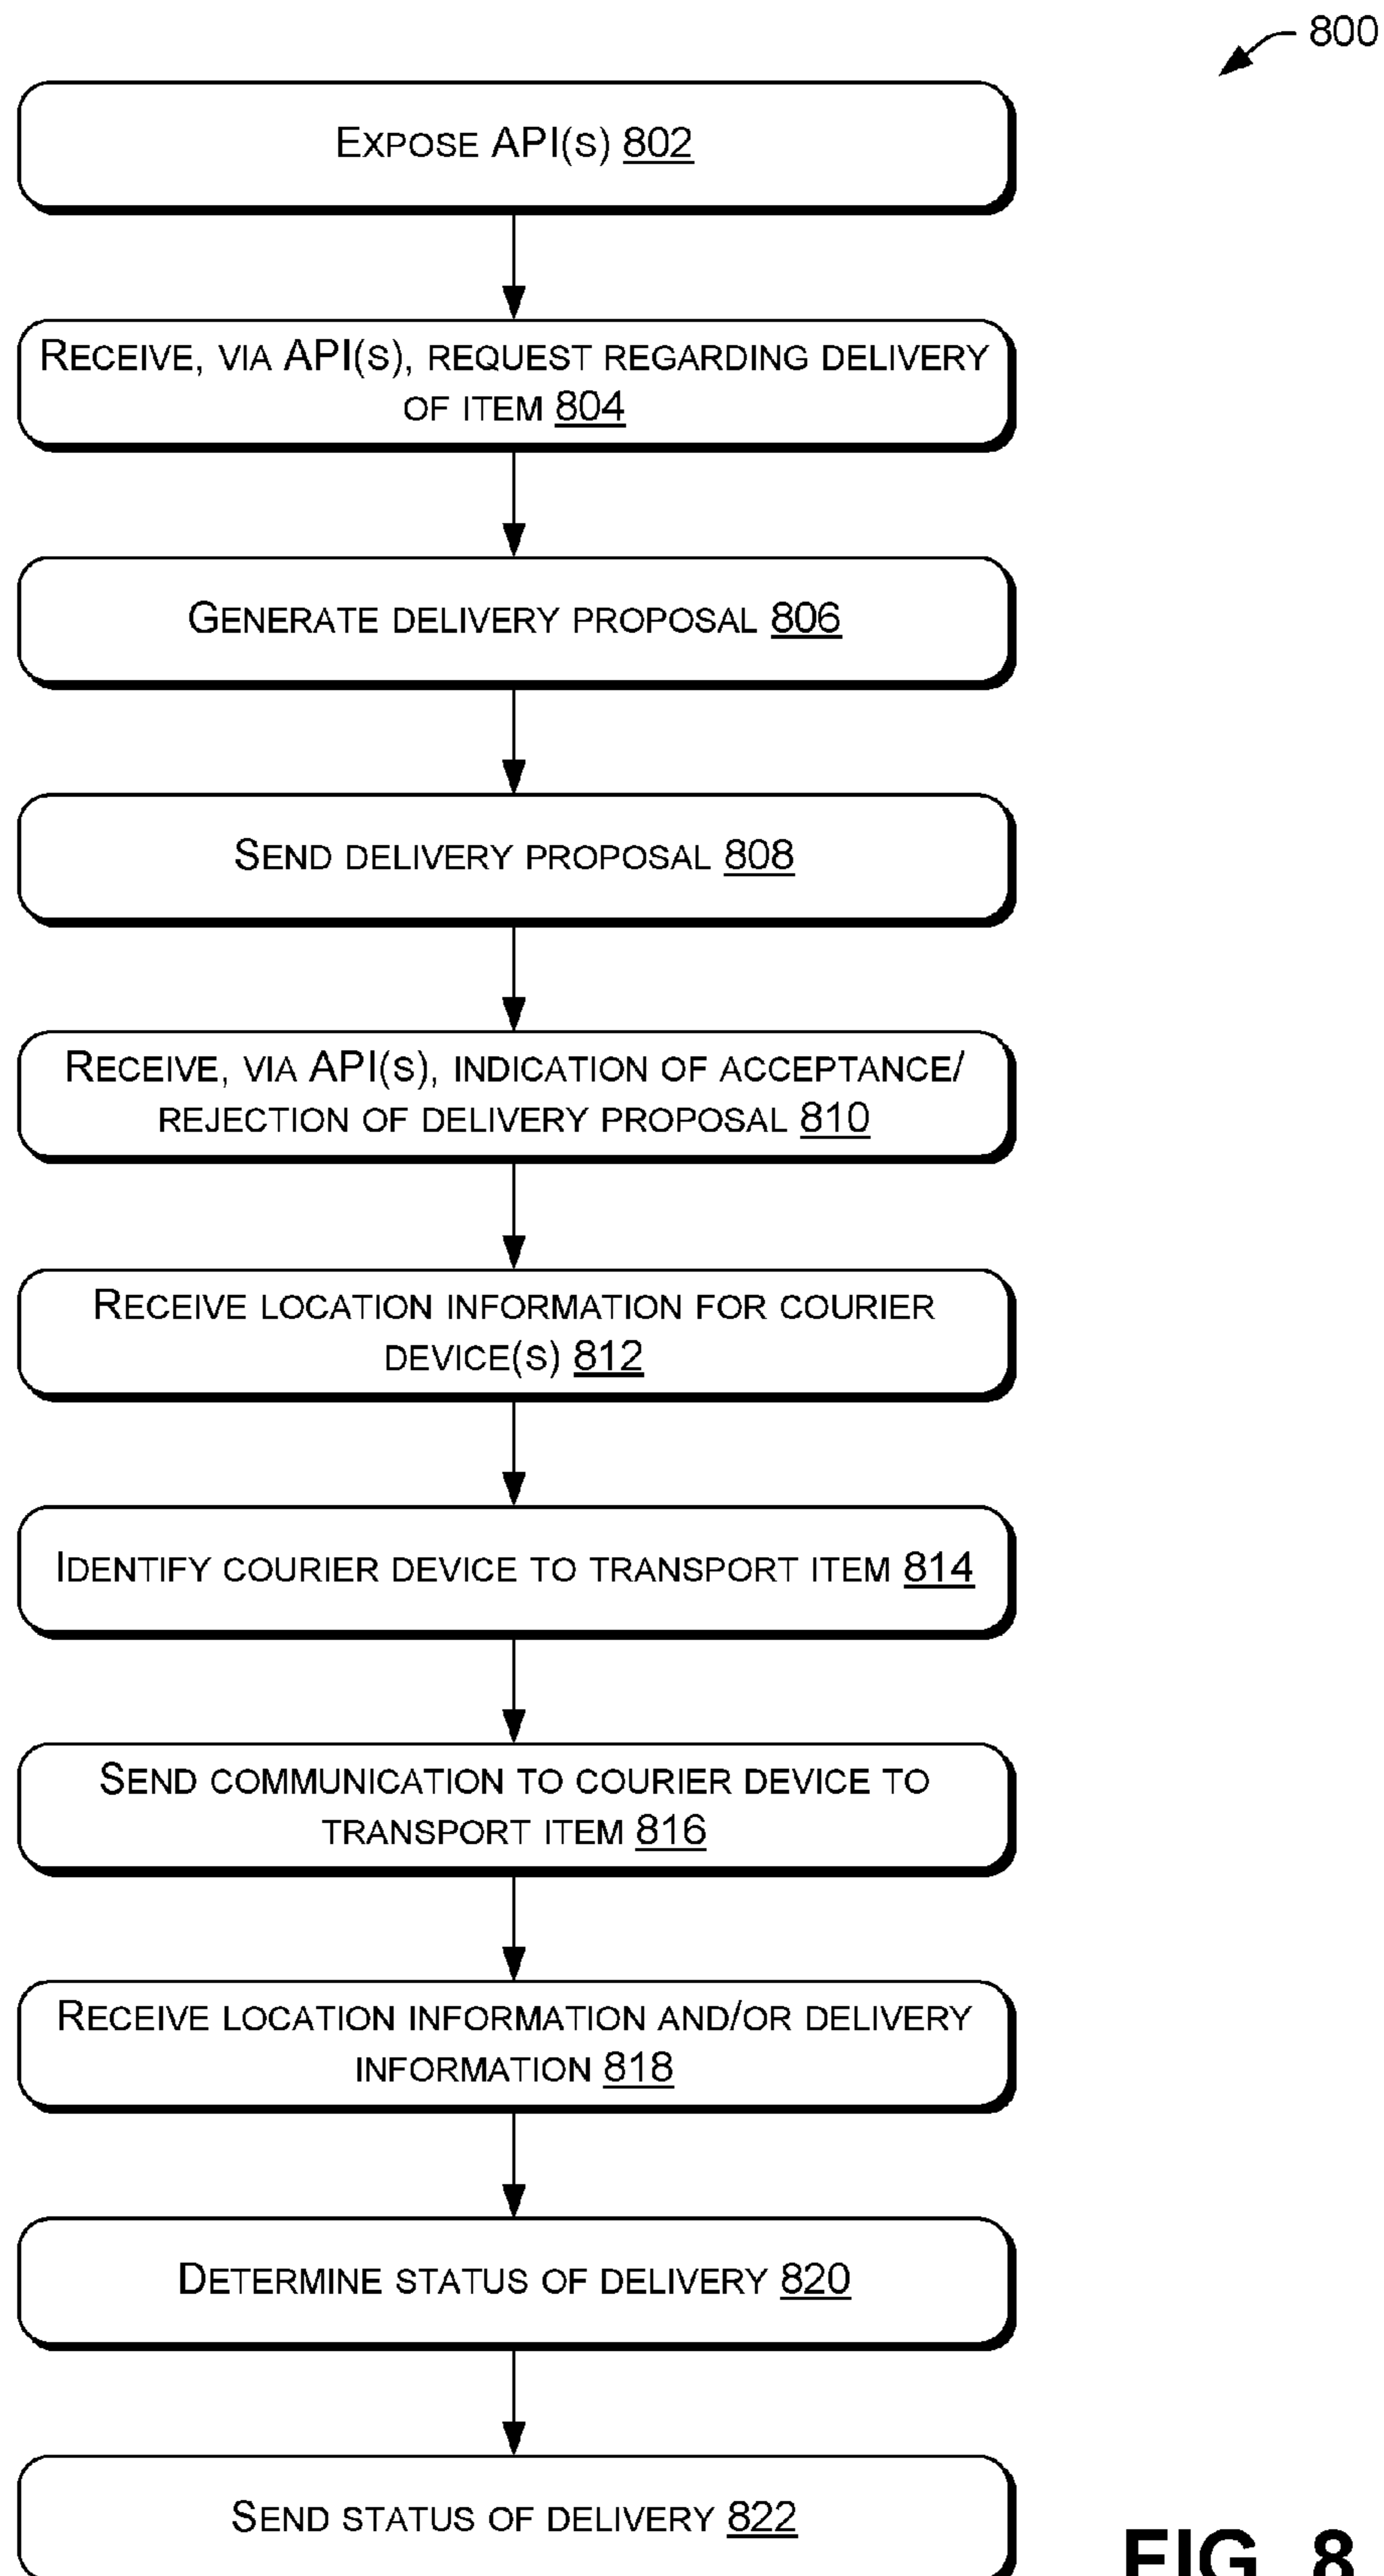 800
EXPOSE API(S) 802
RECEIVE, VIA API(S), REQUEST REGARDING DELIVERY
OF ITEM 804
GENERATE DELIVERY PROPOSAL 806
SEND DELIVERY PROPOSAL 808
RECEIVE, VIA API(S), INDICATION OF ACCEPTANCE/
REJECTION OF DELIVERY PROPOSAL 810
RECEIVE LOCATION INFORMATION FOR COURIER
DEVICE(S) 812
IDENTIFY COURIER DEVICE TO TRANSPORT ITEM 814
SEND COMMUNICATION TO COURIER DEVICE TO
TRANSPORT ITEM 816
RECEIVE LOCATION INFORMATION AND/OR DELIVERY
INFORMATION 818
DETERMINE STATUS OF DELIVERY 820
SEND STATUS OF DELIVERY 822
FIG. 8